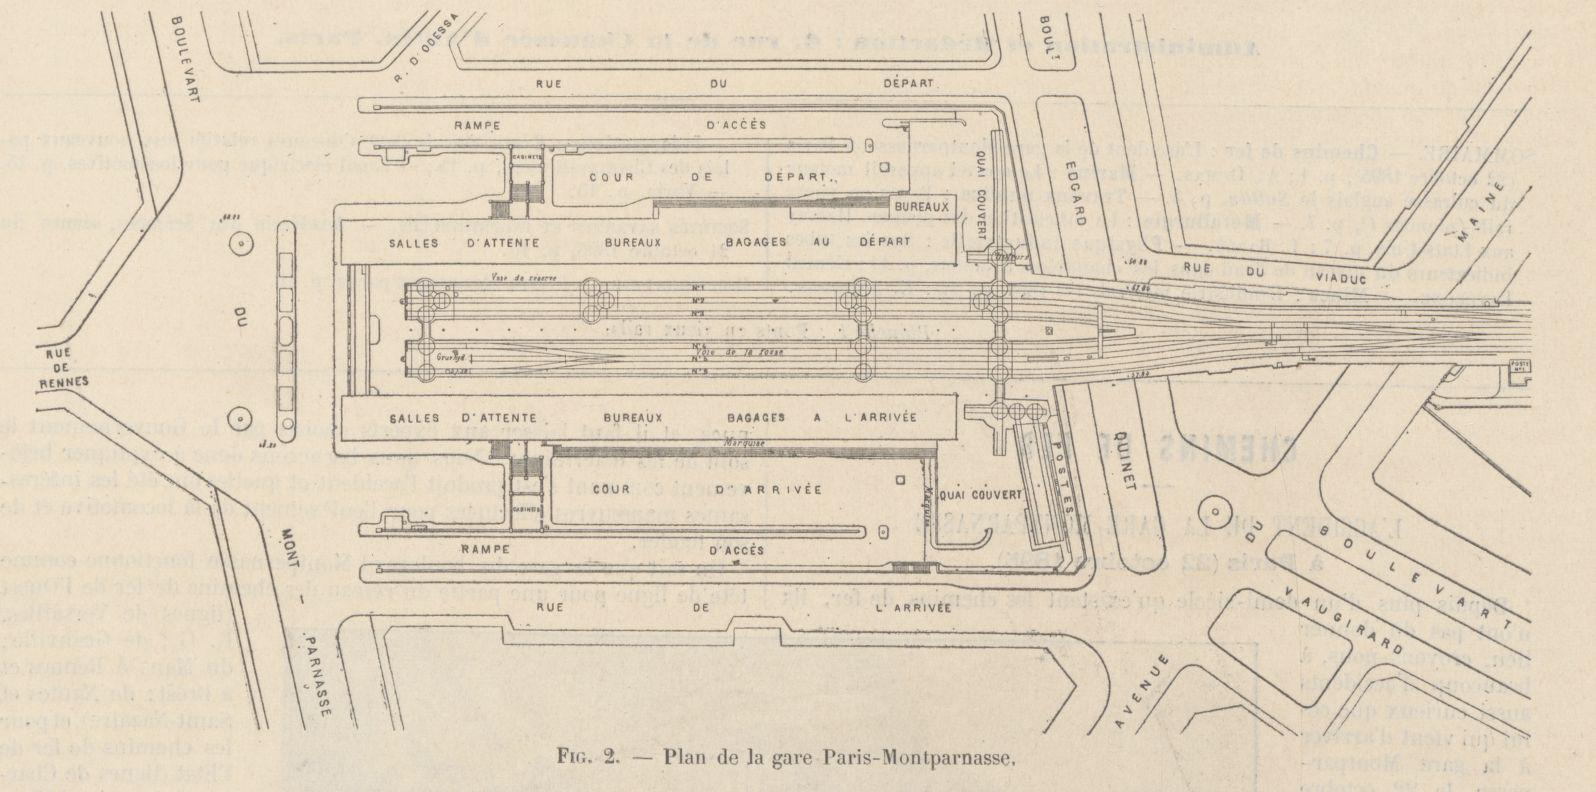 BOULEVART
R. D'ODESSA
BOULT
RUE DU DÉPART
RAMPE D'ACCÈS
CABINETS
COUR DE DÉPART
QUAI COUVERT
EDGARD
MAINE
BUREAUX
SALLES D'ATTENTE BUREAUX BAGAGES AU DÉPART
RUE DU VIADUC
Voie de réserve
N°1
N°2
N°3
DU
RUE
DE
RENNES
N°4
Voie de la fosse
N°5
N°6
POSTE
N°1
SALLES D'ATTENTE BUREAUX BAGAGES A L'ARRIVÉE
Marquise
QUINET
POSTES
COUR D'ARRIVÉE
QUAI COUVERT
Marquise
CABINETS
MONT-
PARNASSE
RAMPE D'ACCÈS
DU
BOULEVART
VAUGIRARD
RUE DE L'ARRIVÉE
AVENUE
FIG. 2. — Plan de la gare Paris-Montparnasse.